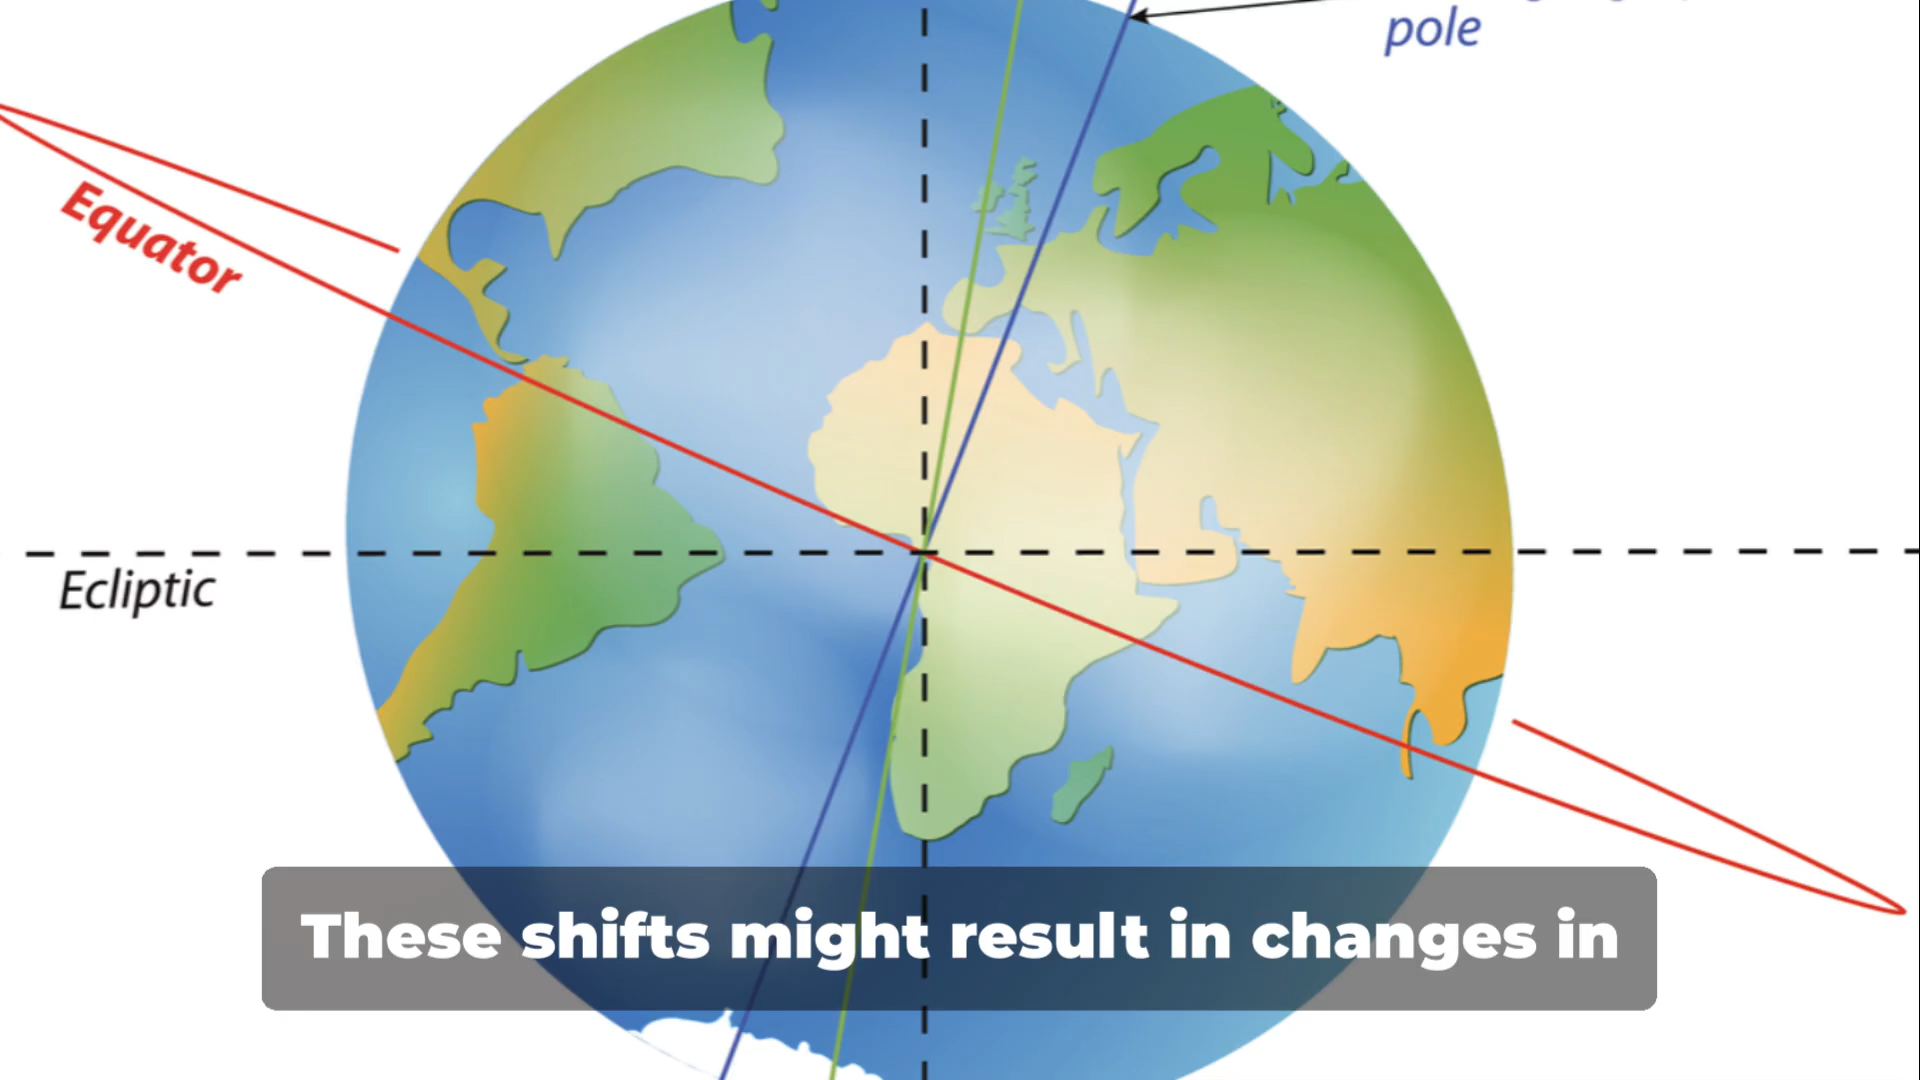 pole
Equator
Ecliptic
These shifts might result in changes in